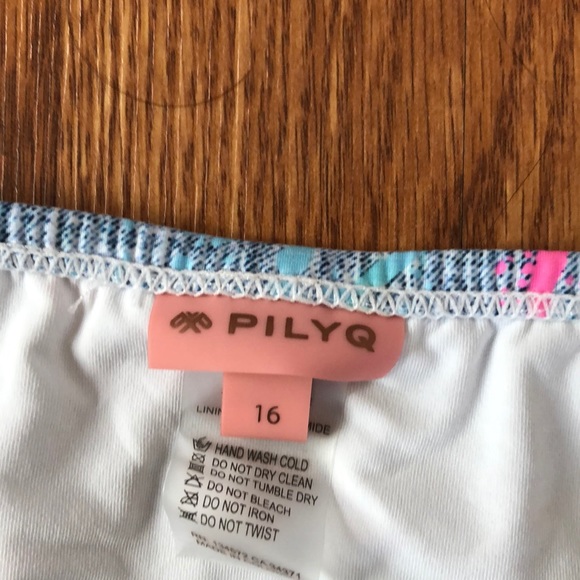 PILYQ
16
HAND WASH COLD
DO NOT DRY CLEAN
DO NOT TUMBLE DRY
DO NOT BLEACH
DO NOT IRON
DO NOT TWIST